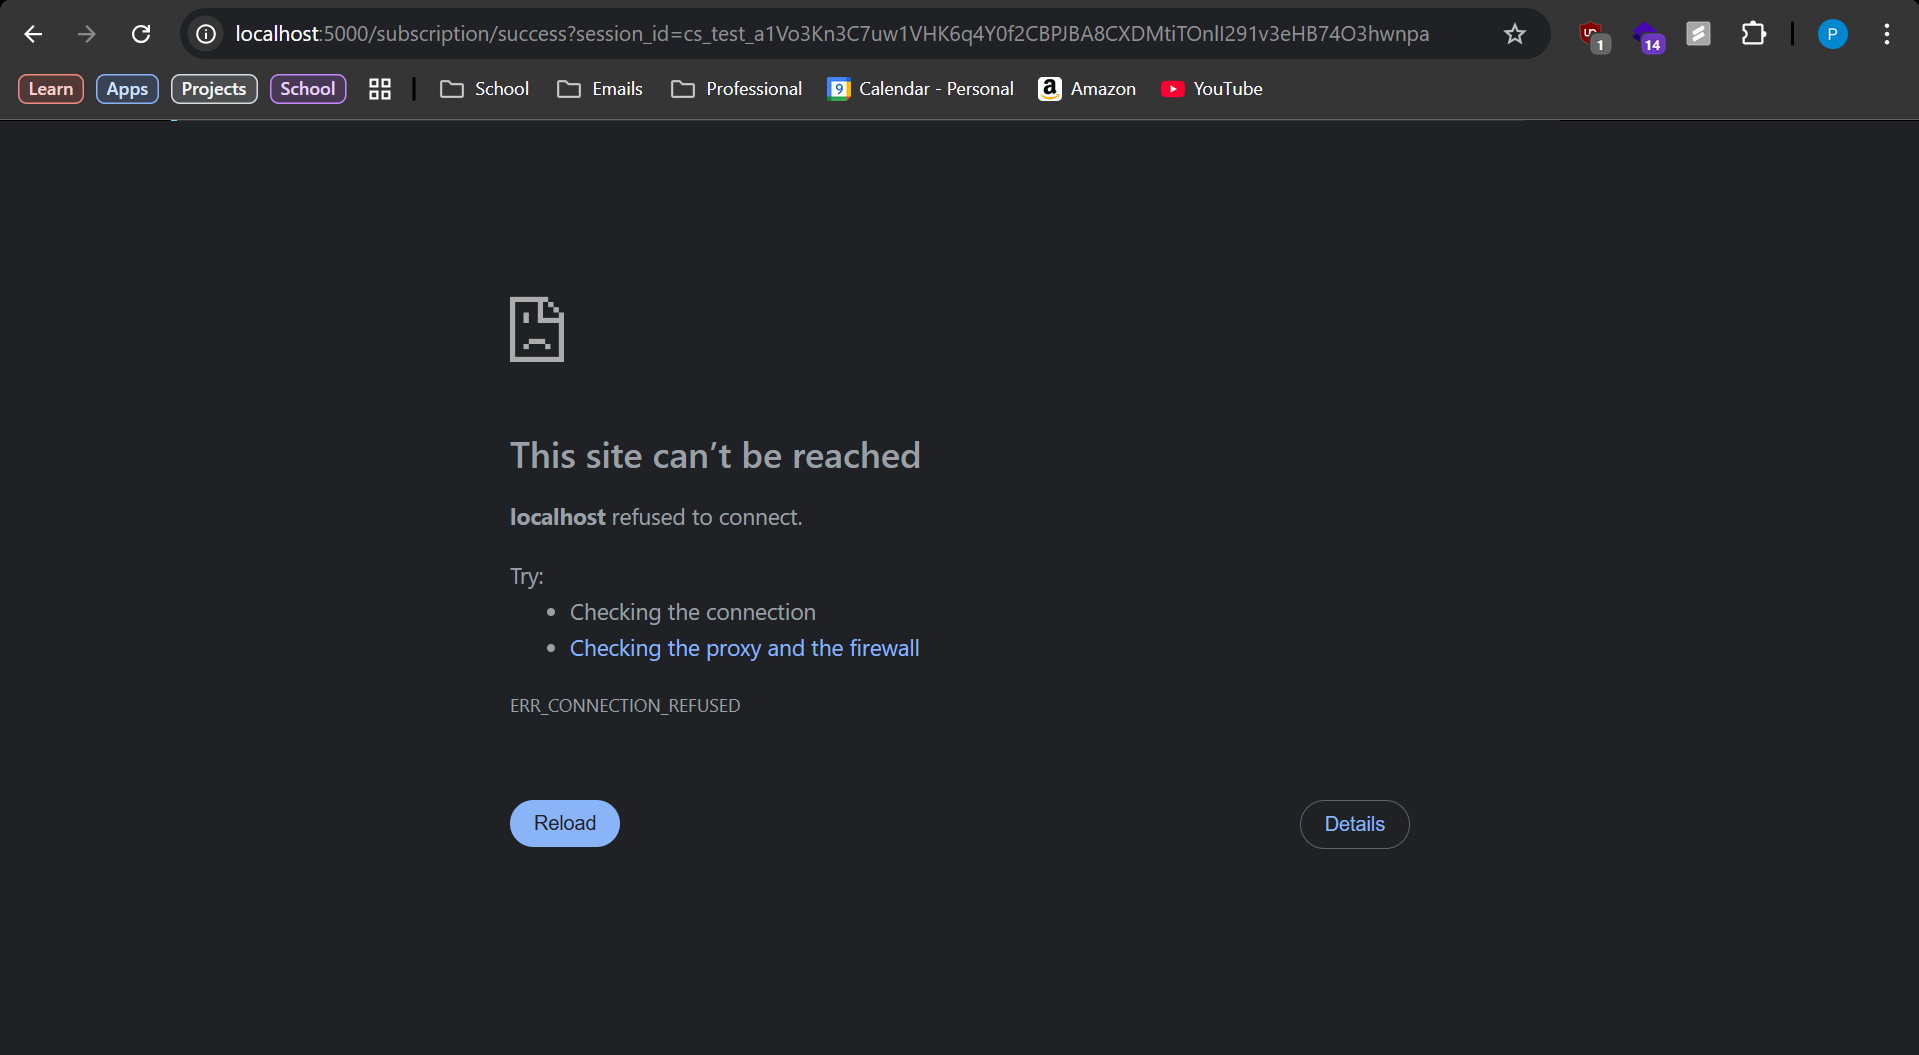 localhost:5000/subscription/success?session_id=cs_test_a1Vo3Kn3C7uw1VHK6q4Y0f2CBPJBA8CXDMtiTOnlI291v3eHB74O3hwnpa
1
14
P
Learn
Apps
Projects
School
School
Emails
Professional
9
Calendar - Personal
a
Amazon
YouTube
This site can’t be reached
localhost refused to connect.
Try:
• Checking the connection
• Checking the proxy and the firewall
ERR_CONNECTION_REFUSED
Reload
Details